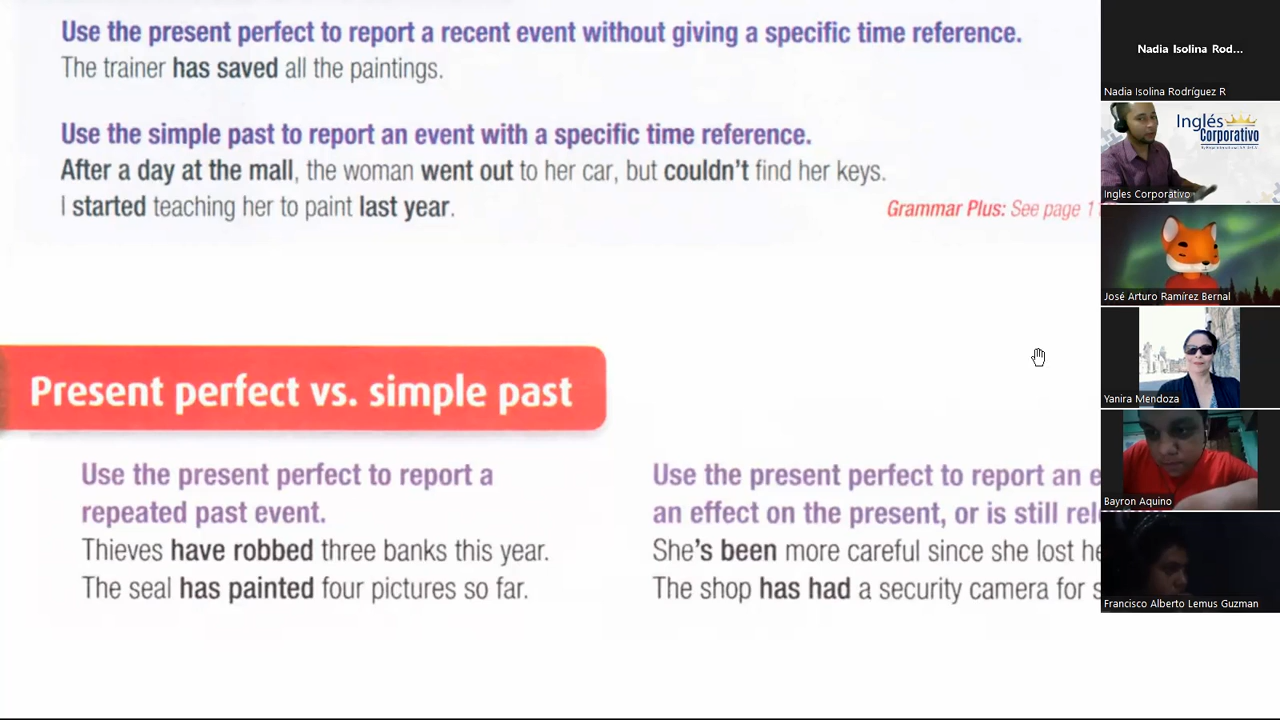 Use the present perfect to report a recent event without giving a specific time reference.
The trainer has saved all the paintings.
Use the simple past to report an event with a specific time reference.
After a day at the mall, the woman went out to her car, but couldn't find her keys.
I started teaching her to paint last year.
Grammar Plus: See page 1
Present perfect vs. simple past
Use the present perfect to report a
repeated past event.
Thieves have robbed three banks this year.
The seal has painted four pictures so far.
Use the present perfect to report an
an effect on the present, or is still
She's been more careful since she lost
The shop has had a security camera for
Nadia Isolina Rod...
Nadia Isolina Rodríguez R
Inglés
Corporativo
Ingles Corporativo
José Arturo Ramírez Bernal
Yanira Mendoza
Bayron Aquino
Francisco Alberto Lemus Guzman